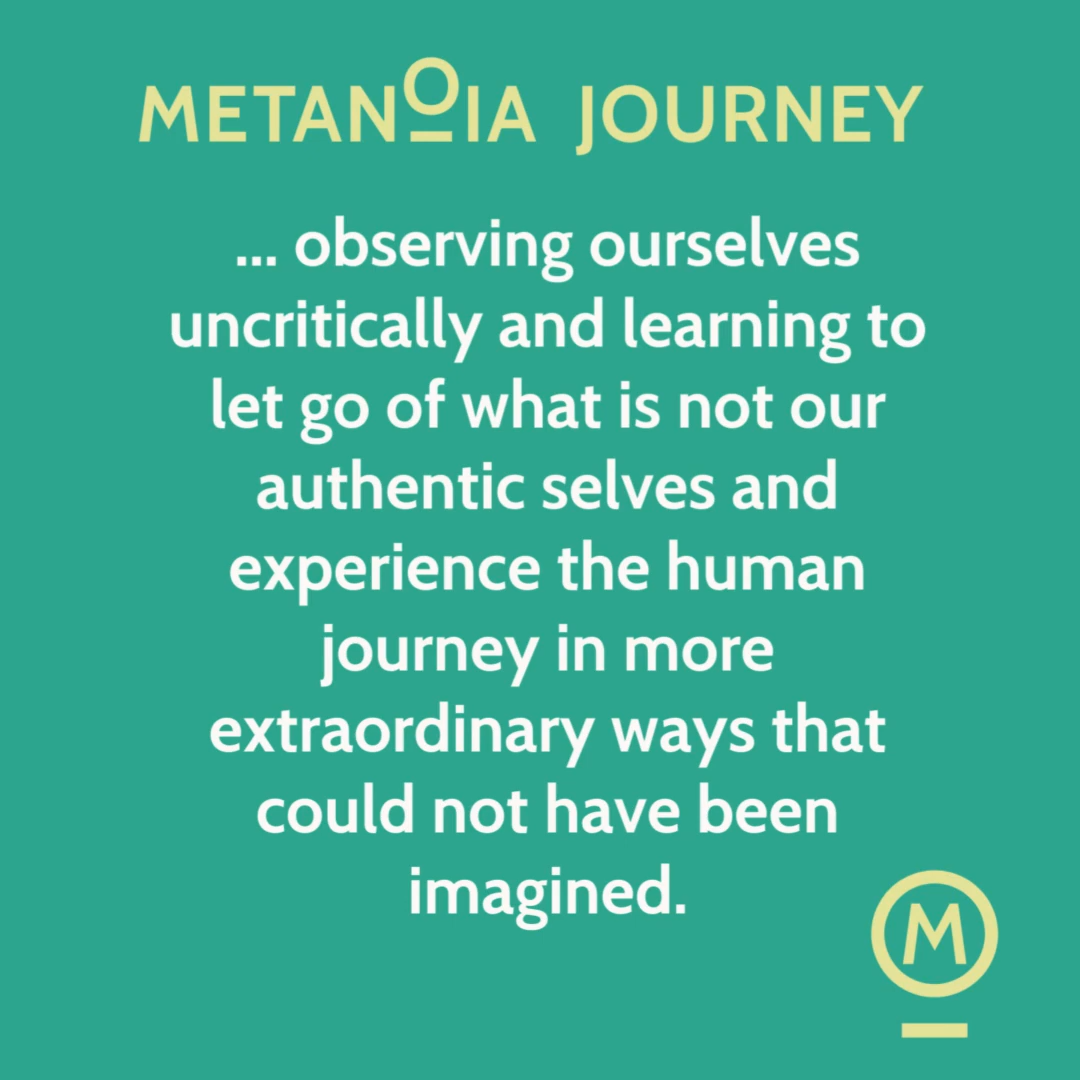 METANOIA JOURNEY
... observing ourselves
uncritically and learning to
let go of what is not our
authentic selves and
experience the human
journey in more
extraordinary ways that
could not have been
imagined.
M